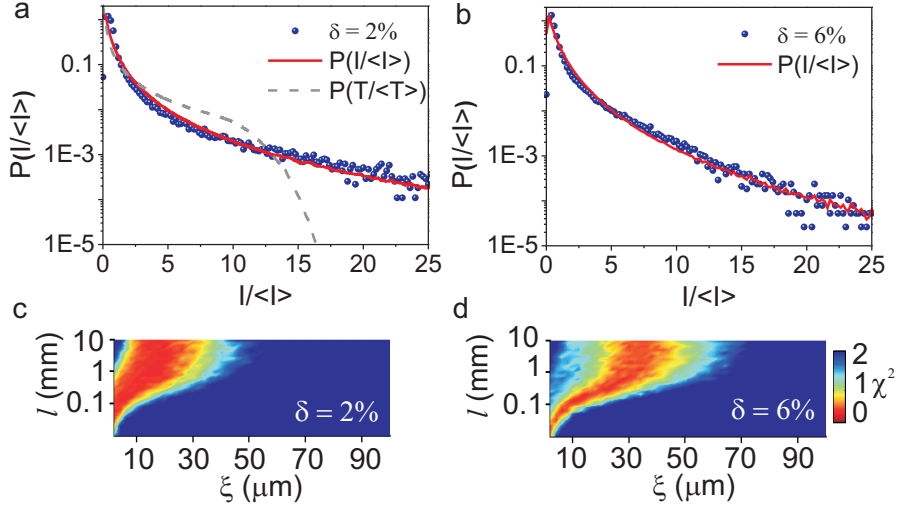 a
δ = 2%
P(I/<I>)
P(T/<T>)
P(I/<I>)
0.1
1E-3
1E-5
0 5 10 15 20 25
I/<I>
b
δ = 6%
P(I/<I>)
P(I/<I>)
0.1
1E-3
1E-5
0 5 10 15 20 25
I/<I>
c
l (mm)
10
1
0.1
δ = 2%
10 30 50 70 90
ξ (μm)
d
l (mm)
10
1
0.1
δ = 6%
10 30 50 70 90
ξ (μm)
2
1
0
χ²